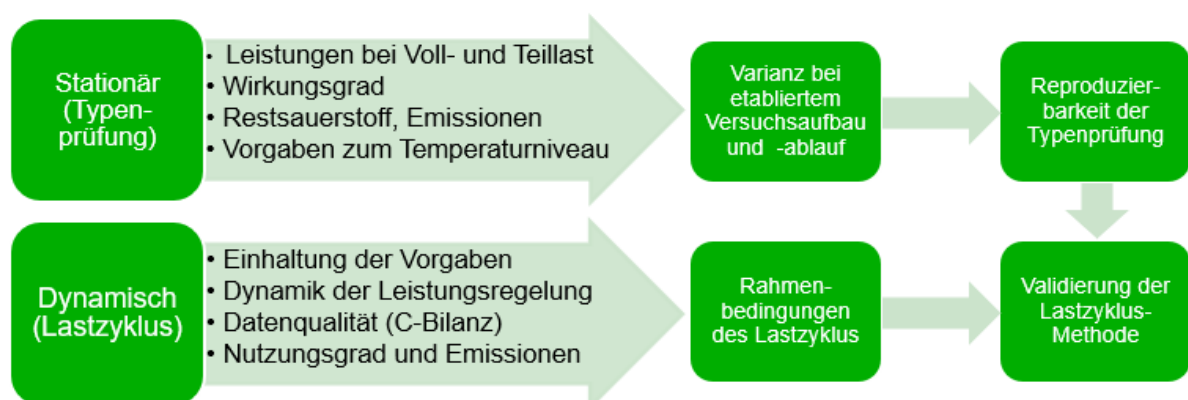 Stationär
(Typen-
prüfung)
• Leistungen bei Voll- und Teillast
• Wirkungsgrad
• Restsauerstoff, Emissionen
• Vorgaben zum Temperaturniveau
Varianz bei
etabliertem
Versuchsaufbau
und -ablauf
Reproduzier-
barkeit der
Typenprüfung
Dynamisch
(Lastzyklus)
• Einhaltung der Vorgaben
• Dynamik der Leistungsregelung
• Datenqualität (C-Bilanz)
• Nutzungsgrad und Emissionen
Rahmen-
bedingungen
des Lastzyklus
Validierung der
Lastzyklus-
Methode